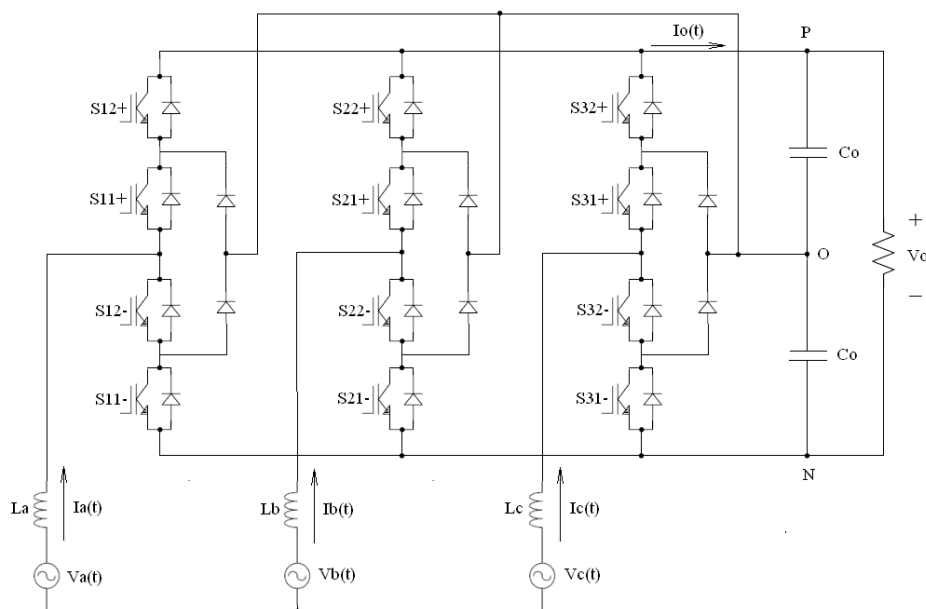 Io(t)
P
S12+
S22+
S32+
Co
S11+
S21+
S31+
+
O
Vo
S12-
S22-
S32-
−
Co
S11-
S21-
S31-
N
La
Ia(t)
Lb
Ib(t)
Lc
Ic(t)
Va(t)
Vb(t)
Vc(t)